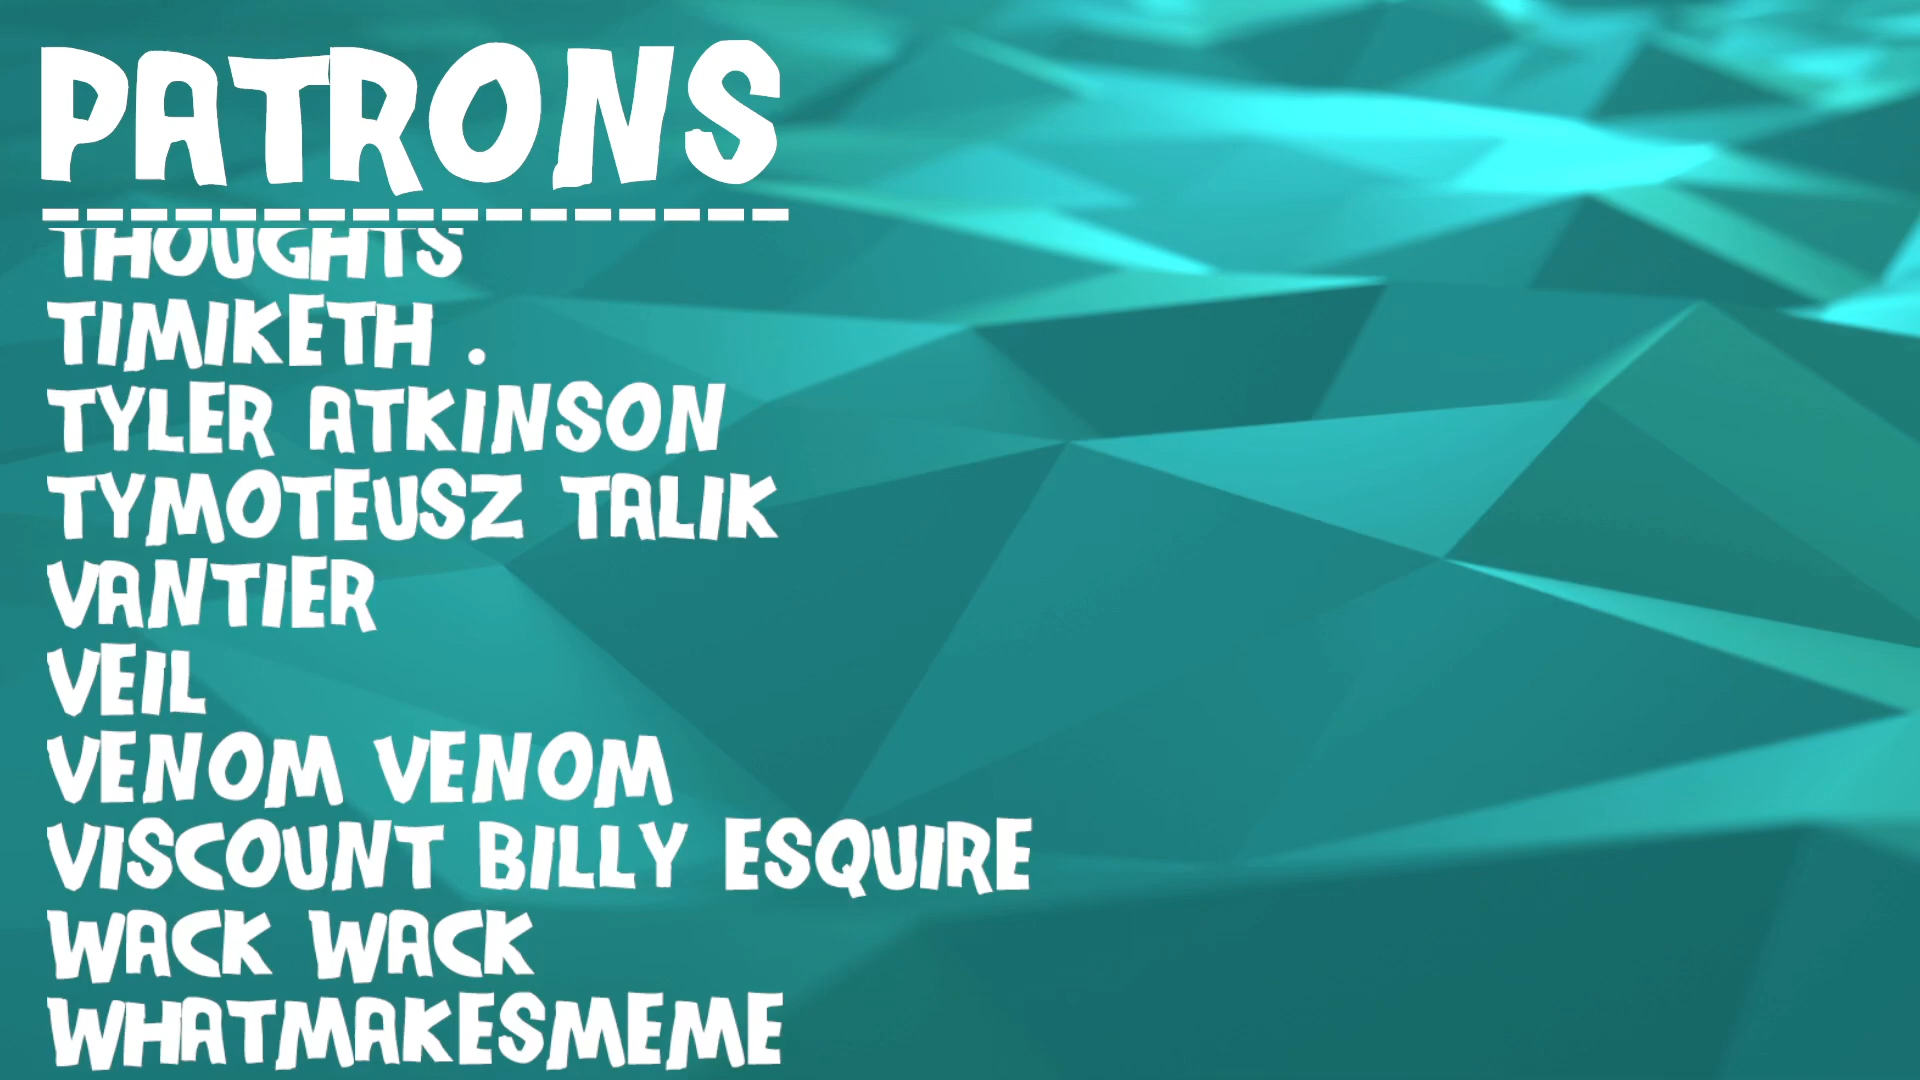 PATRONS
-----------------
THOUGHTS
TIMIKETH .
TYLER ATKINSON
TYMOTEUSZ TALIK
VANTIER
VEIL
VENOM VENOM
VISCOUNT BILLY ESQUIRE
WACK WACK
WHATMAKESMEME